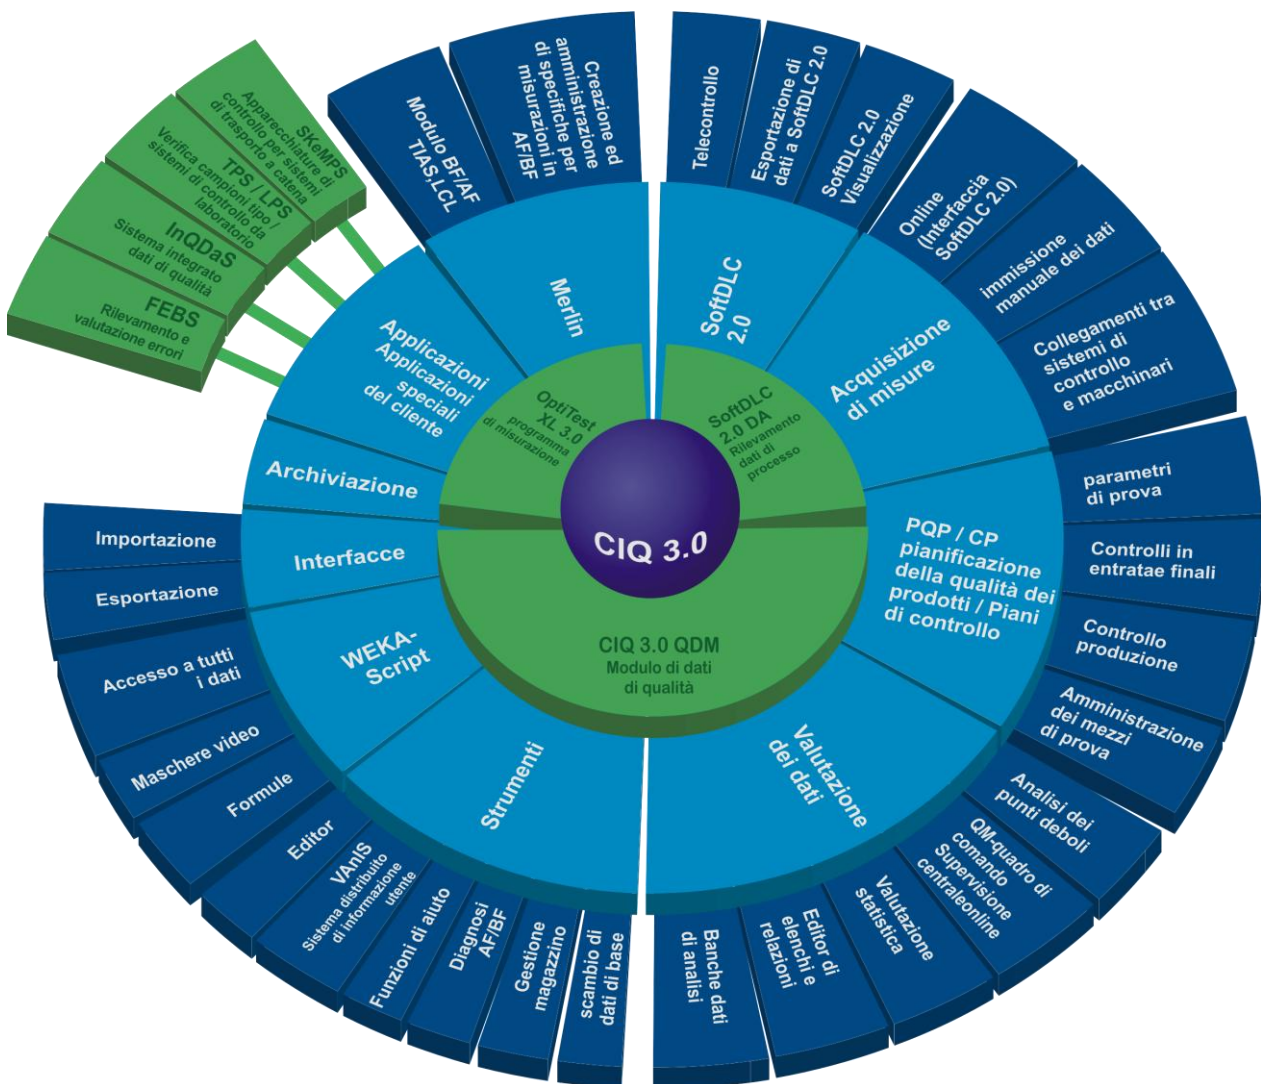 SKeMPS
Apparecchiature di
controllo per sistemi
di trasporto a catena
TPS / LPS
Verifica campioni tipo /
sistemi di controllo da
laboratorio
InQDaS
Sistema integrato
dati di qualità
FEBS
Rilevamento e
valutazione errori
Modulo BF/AF
TIAS,LCL
Creazione ed
amministrazione
di specifiche per
misurazioni in
AF/BF
Telecontrollo
Esportazione di
dati a SoftDLC 2.0
SoftDLC 2.0
Visualizzazione
Online
(Interfaccia
SoftDLC 2.0)
immissione
manuale dei dati
Collegamenti tra
sistemi di
controllo
e macchinari
parametri
di prova
Controlli in
entratae finali
Controllo
produzione
Amministrazione
dei mezzi
di prova
Analisi dei
punti deboli
QM-quadro di
comando
Supervisione
centraleonline
Valutazione
statistica
Editor di
elenchi e
relazioni
Banche dati
di analisi
scambio di
dati di base
Gestione
magazzino
Diagnosi
AF/BF
Funzioni di aiuto
VAnIS
Sistema distribuito
di informazione
utente
Editor
Formule
Maschere video
Accesso a tutti
i dati
Esportazione
Importazione
Merlin
SoftDLC
2.0
Acquisizione
di misure
PQP / CP
pianificazione
della qualità dei
prodotti / Piani
di controllo
Valutazione
dei dati
Strumenti
WEKA-
Script
Interfacce
Archiviazione
Applicazioni
Applicazioni
speciali
del cliente
OptiTest
XL 3.0
programma
di misurazione
SoftDLC
2.0 DA
Rilevamento
dati di
processo
CIQ 3.0
CIQ 3.0 QDM
Modulo di dati
di qualità